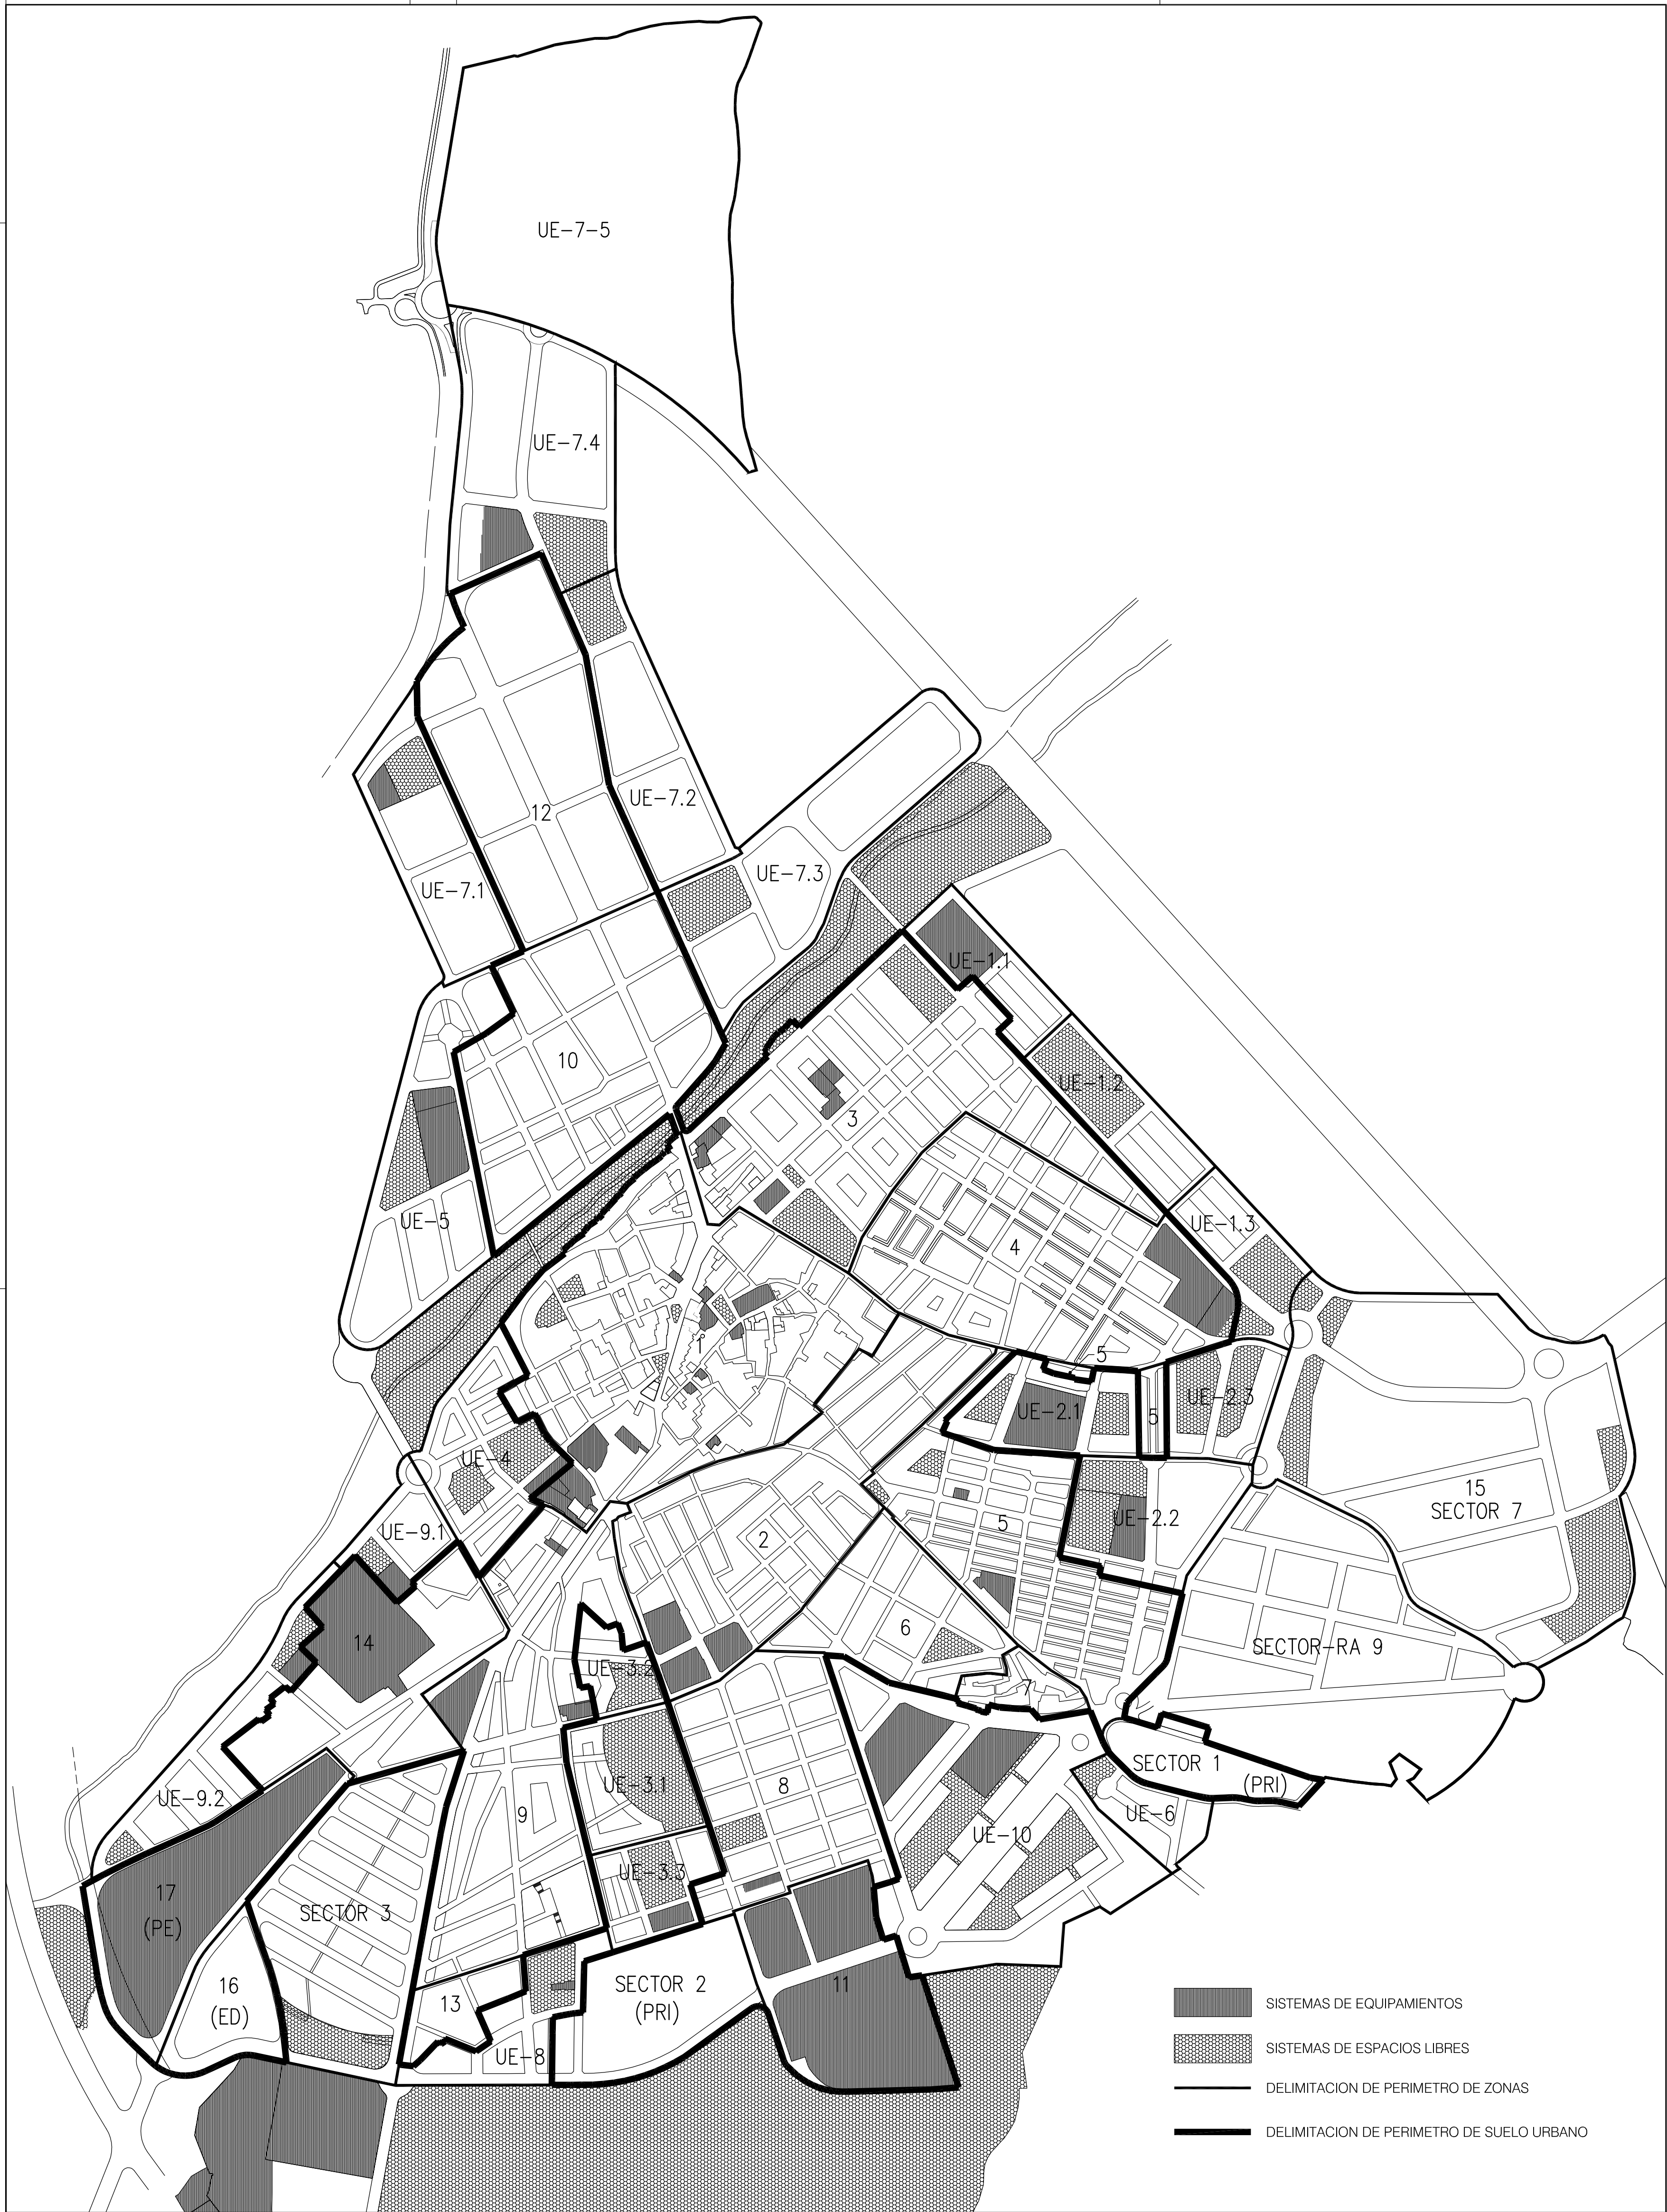 UE-7-5
UE-7.4
UE-7.2
12
UE-7.3
UE-7.1
UE-1.1
10
UE-1.2
3
UE-5
UE-1.3
4
1
5
UE-2.3
UE-2.1
5
UE-4
15
SECTOR 7
UE-2.2
5
UE-9.1
2
6
14
SECTOR-RA 9
UE-3.2
7
SECTOR 1
(PRI)
UE-3.1
8
UE-9.2
9
UE-6
UE-10
UE-3.3
17
(PE)
SECTOR 3
16
(ED)
13
SECTOR 2
(PRI)
11
UE-8
SISTEMAS DE EQUIPAMIENTOS
SISTEMAS DE ESPACIOS LIBRES
DELIMITACION DE PERIMETRO DE ZONAS
DELIMITACION DE PERIMETRO DE SUELO URBANO